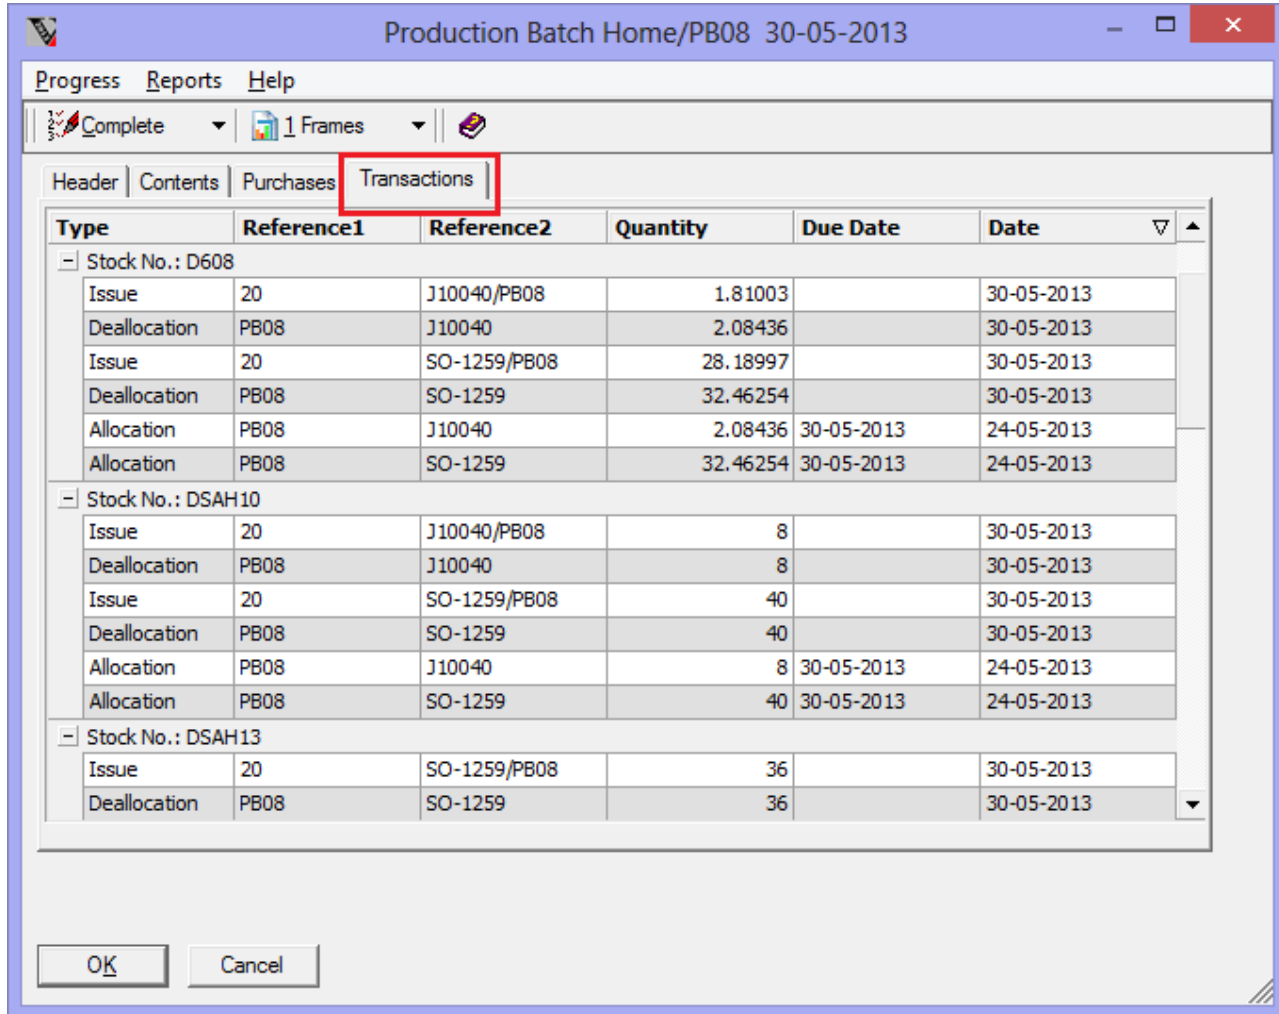 Production Batch Home/PB08 30-05-2013
Progress Reports Help
Complete 1 Frames
Header Contents Purchases Transactions
Type Reference1 Reference2 Quantity Due Date Date
Stock No.: D608
Issue 20 J10040/PB08 1.81003 30-05-2013
Deallocation PB08 J10040 2.08436 30-05-2013
Issue 20 SO-1259/PB08 28.18997 30-05-2013
Deallocation PB08 SO-1259 32.46254 30-05-2013
Allocation PB08 J10040 2.08436 30-05-2013 24-05-2013
Allocation PB08 SO-1259 32.46254 30-05-2013 24-05-2013
Stock No.: DSAH10
Issue 20 J10040/PB08 8 30-05-2013
Deallocation PB08 J10040 8 30-05-2013
Issue 20 SO-1259/PB08 40 30-05-2013
Deallocation PB08 SO-1259 40 30-05-2013
Allocation PB08 J10040 8 30-05-2013 24-05-2013
Allocation PB08 SO-1259 40 30-05-2013 24-05-2013
Stock No.: DSAH13
Issue 20 SO-1259/PB08 36 30-05-2013
Deallocation PB08 SO-1259 36 30-05-2013
OK Cancel